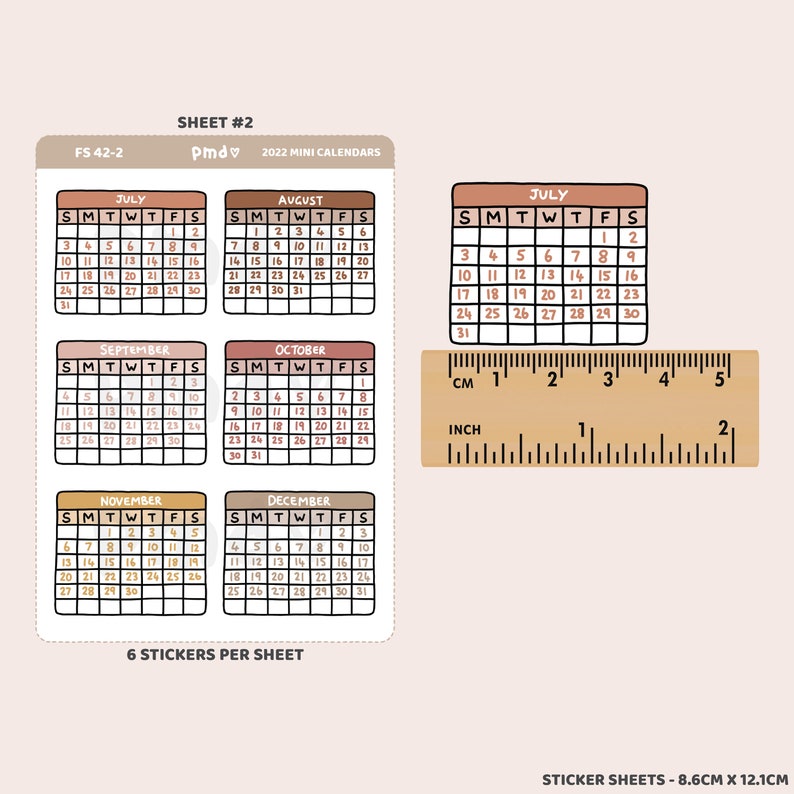 SHEET #2
FS 42-2
pmd♡
2022 MINI CALENDARS
JULY
S M T W T F S
1 2
3 4 5 6 7 8 9
10 11 12 13 14 15 16
17 18 19 20 21 22 23
24 25 26 27 28 29 30
31
AUGUST
S M T W T F S
1 2 3 4 5 6
7 8 9 10 11 12 13
14 15 16 17 18 19 20
21 22 23 24 25 26 27
28 29 30 31
SEPTEMBER
S M T W T F S
1 2 3
4 5 6 7 8 9 10
11 12 13 14 15 16 17
18 19 20 21 22 23 24
25 26 27 28 29 30
OCTOBER
S M T W T F S
1
2 3 4 5 6 7 8
9 10 11 12 13 14 15
16 17 18 19 20 21 22
23 24 25 26 27 28 29
30 31
NOVEMBER
S M T W T F S
1 2 3 4 5
6 7 8 9 10 11 12
13 14 15 16 17 18 19
20 21 22 23 24 25 26
27 28 29 30
DECEMBER
S M T W T F S
1 2 3
4 5 6 7 8 9 10
11 12 13 14 15 16 17
18 19 20 21 22 23 24
25 26 27 28 29 30 31
6 STICKERS PER SHEET
JULY
S M T W T F S
1 2
3 4 5 6 7 8 9
10 11 12 13 14 15 16
17 18 19 20 21 22 23
24 25 26 27 28 29 30
31
CM 1 2 3 4 5
INCH 1 2
STICKER SHEETS - 8.6CM X 12.1CM